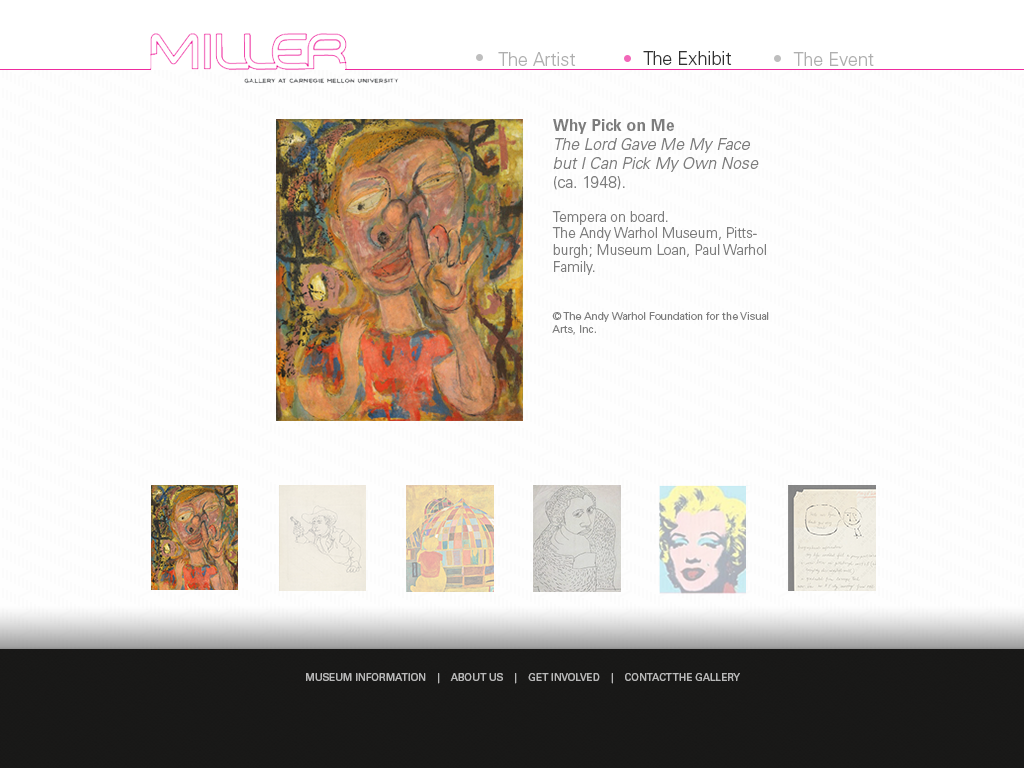 MILLER
GALLERY AT CARNEGIE MELLON UNIVERSITY
The Artist
The Exhibit
The Event
Why Pick on Me
The Lord Gave Me My Face
but I Can Pick My Own Nose
(ca. 1948).
Tempera on board.
The Andy Warhol Museum, Pitts-
burgh; Museum Loan, Paul Warhol
Family.
© The Andy Warhol Foundation for the Visual
Arts, Inc.
MUSEUM INFORMATION | ABOUT US | GET INVOLVED | CONTACT THE GALLERY